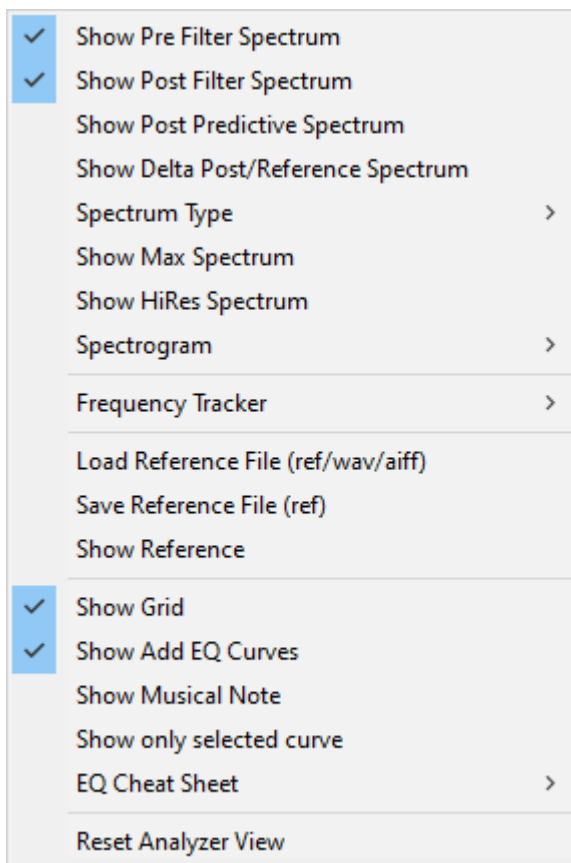 Show Pre Filter Spectrum
Show Post Filter Spectrum
Show Post Predictive Spectrum
Show Delta Post/Reference Spectrum
Spectrum Type
Show Max Spectrum
Show HiRes Spectrum
Spectrogram
Frequency Tracker
Load Reference File (ref/wav/aiff)
Save Reference File (ref)
Show Reference
Show Grid
Show Add EQ Curves
Show Musical Note
Show only selected curve
EQ Cheat Sheet
Reset Analyzer View